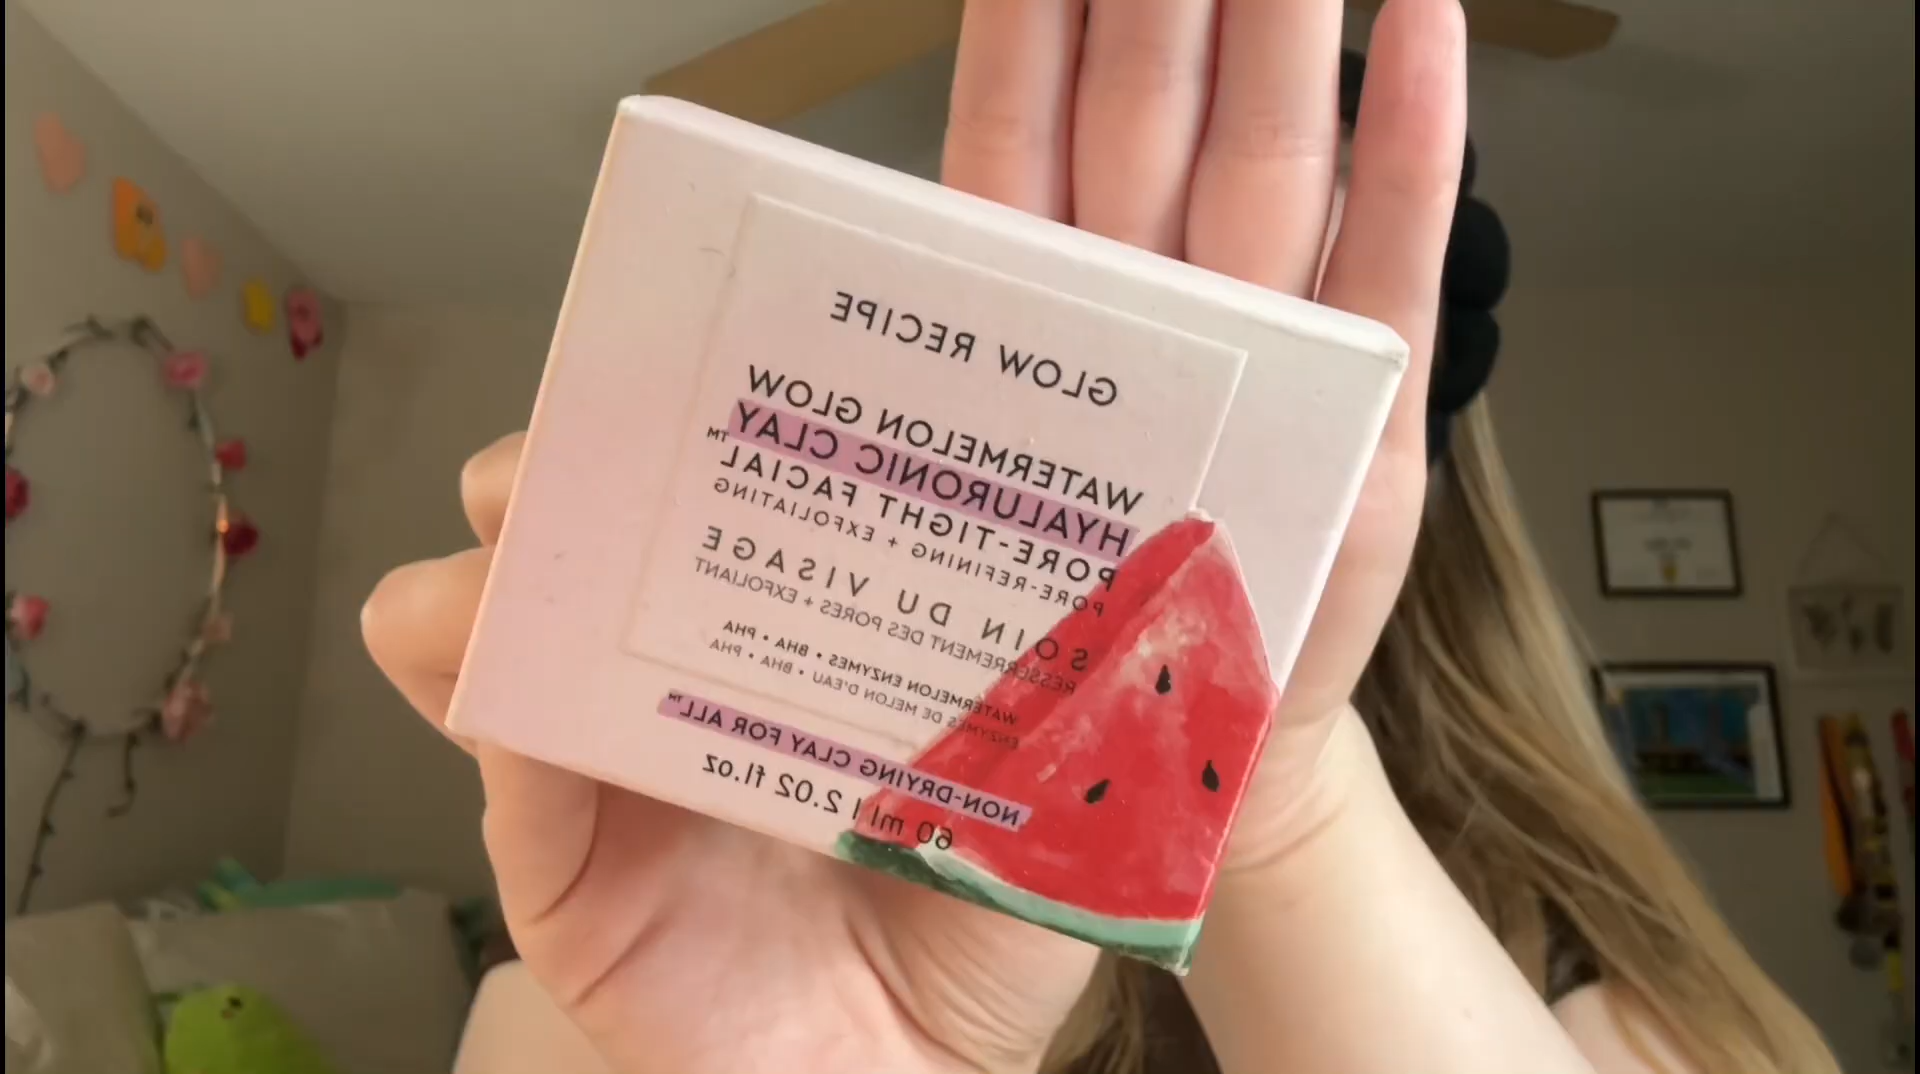 GLOW RECIPE
WATERMELON GLOW
HYALURONIC CLAY™
PORE-TIGHT FACIAL
PORE-REFINING + EXFOLIATING
SOIN DU VISAGE
RESSERREMENT DES PORES + EXFOLIANT
WATERMELON ENZYMES • BHA • PHA
ENZYMES DE MELON D'EAU • BHA • PHA
NON-DRYING CLAY FOR ALL™
60 ml | 2.02 fl.oz